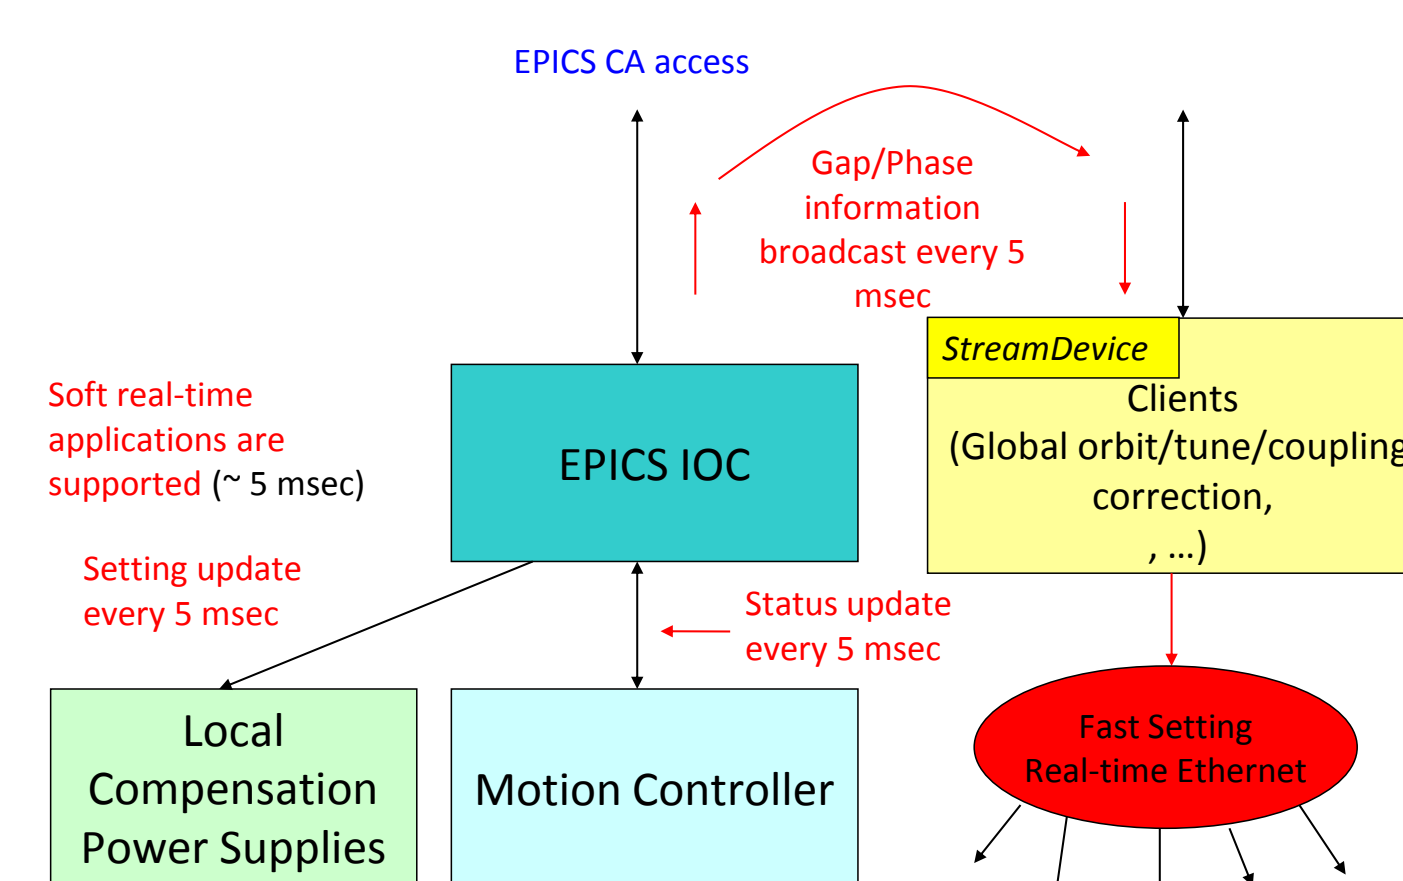 EPICS CA access
Gap/Phase
information
broadcast every 5
msec
StreamDevice
Clients
(Global orbit/tune/coupling
correction,
, …)
Soft real-time
applications are
supported (~ 5 msec)
EPICS IOC
Setting update
every 5 msec
Status update
every 5 msec
Local
Compensation
Power Supplies
Motion Controller
Fast Setting
Real-time Ethernet